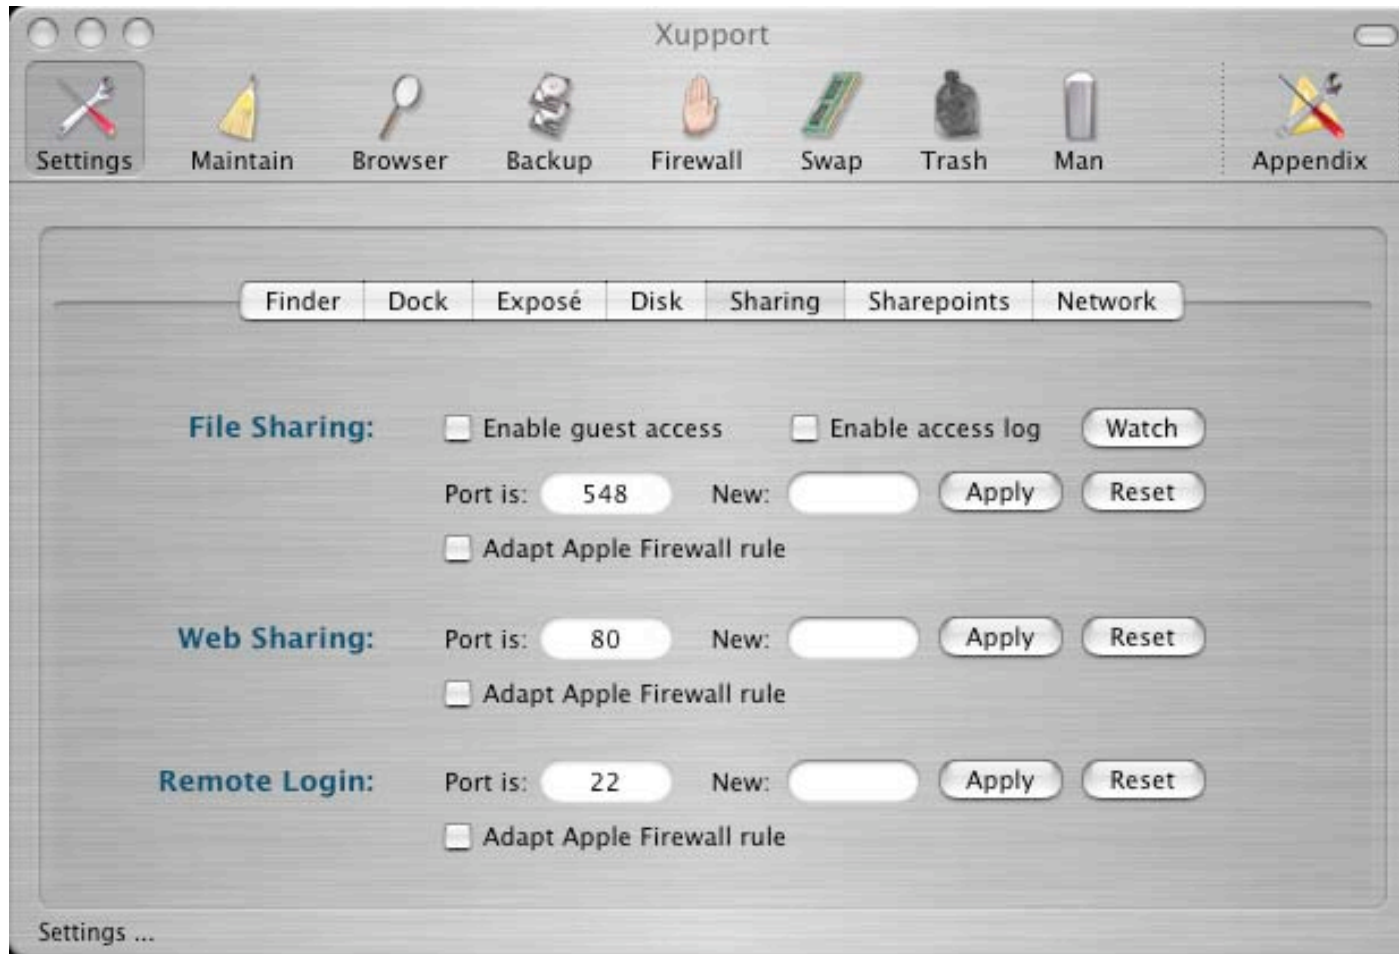 Xupport
Settings Maintain Browser Backup Firewall Swap Trash Man Appendix
Finder Dock Exposé Disk Sharing Sharepoints Network
File Sharing: Enable guest access Enable access log Watch
Port is: 548 New: Apply Reset
Adapt Apple Firewall rule
Web Sharing: Port is: 80 New: Apply Reset
Adapt Apple Firewall rule
Remote Login: Port is: 22 New: Apply Reset
Adapt Apple Firewall rule
Settings ...